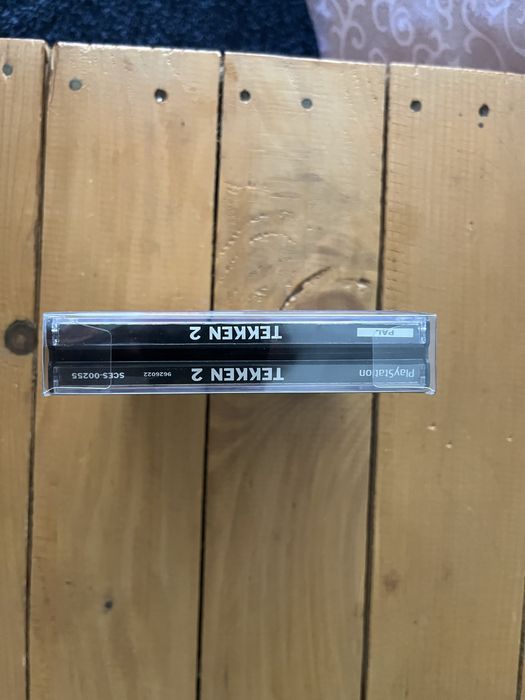 PlayStation TEKKEN 2 9626022 SCES-00255
PAL TEKKEN 2